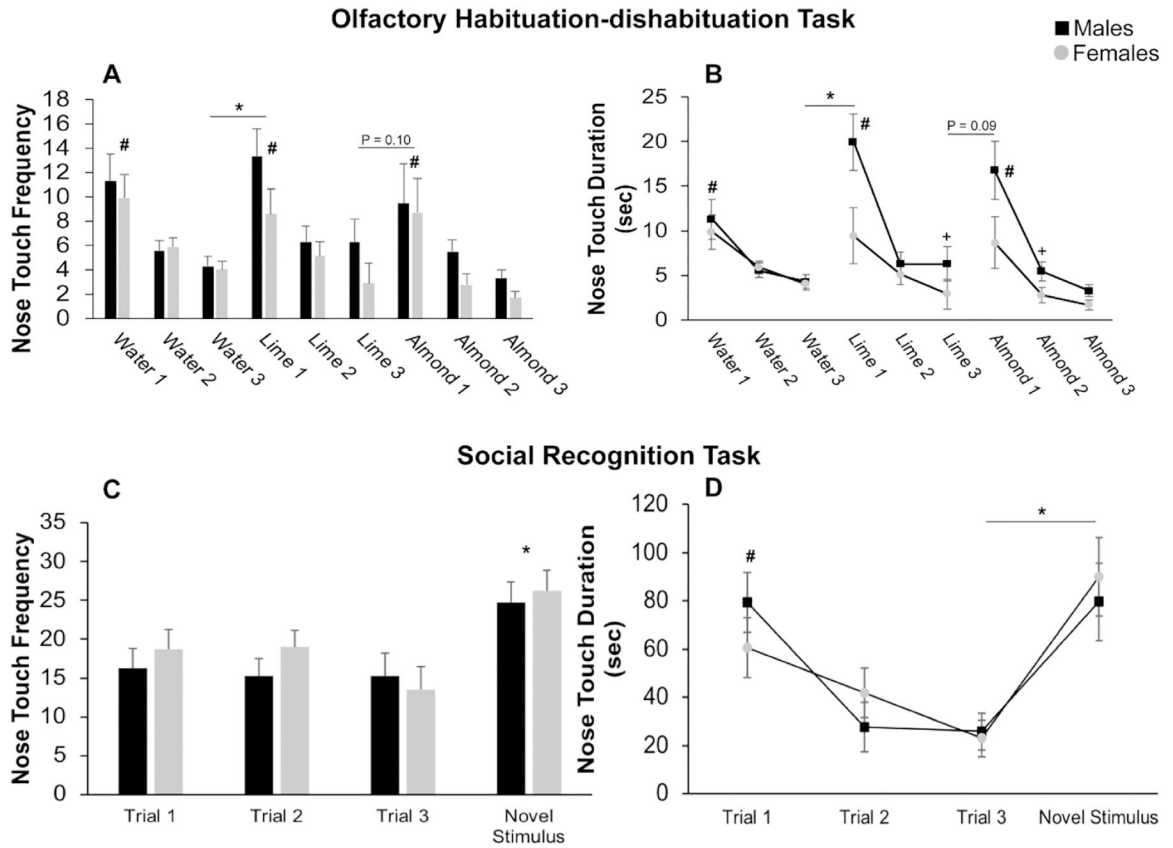 Olfactory Habituation-dishabituation Task
■ Males
● Females
A
Nose Touch Frequency
18
16
14
12
10
8
6
4
2
0
#
*
#
P = 0.10
#
Water 1
Water 2
Water 3
Lime 1
Lime 2
Lime 3
Almond 1
Almond 2
Almond 3
B
Nose Touch Duration
(sec)
25
20
15
10
5
0
#
*
#
+
P = 0.09
#
+
Water 1
Water 2
Water 3
Lime 1
Lime 2
Lime 3
Almond 1
Almond 2
Almond 3
Social Recognition Task
C
Nose Touch Frequency
35
30
25
20
15
10
5
0
*
Trial 1
Trial 2
Trial 3
Novel
Stimulus
D
Nose Touch Duration
(sec)
120
100
80
60
40
20
0
#
*
Trial 1
Trial 2
Trial 3
Novel Stimulus